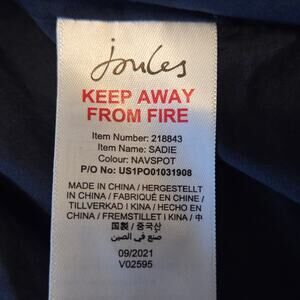 Joules
KEEP AWAY
FROM FIRE
Item Number: 218843
Item Name: SADIE
Colour: NAVSPOT
P/O No: US1PO01031908
MADE IN CHINA / HERGESTELLT
IN CHINA / FABRIQUÉ EN CHINE /
TILLVERKAD I KINA / HECHO EN
CHINA / FREMSTILLET I KINA / 中
国製 / 중국산
صنع في الصين
09/2021
V02595